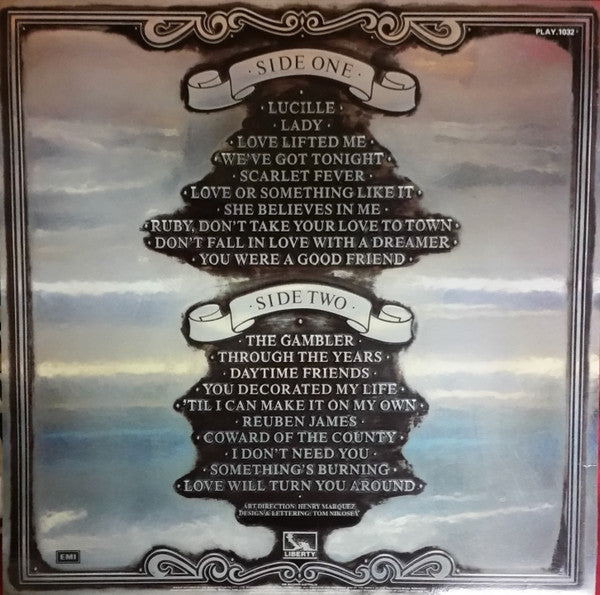 PLAY.1032
· SIDE ONE ·
· LUCILLE ·
· LADY ·
· LOVE LIFTED ME ·
· WE'VE GOT TONIGHT ·
· SCARLET FEVER ·
· LOVE OR SOMETHING LIKE IT ·
· SHE BELIEVES IN ME ·
· RUBY, DON'T TAKE YOUR LOVE TO TOWN ·
· DON'T FALL IN LOVE WITH A DREAMER ·
· YOU WERE A GOOD FRIEND ·
· SIDE TWO ·
· THE GAMBLER ·
· THROUGH THE YEARS ·
· DAYTIME FRIENDS ·
· YOU DECORATED MY LIFE ·
· 'TIL I CAN MAKE IT ON MY OWN ·
· REUBEN JAMES ·
· COWARD OF THE COUNTY ·
· I DON'T NEED YOU ·
· SOMETHING'S BURNING ·
· LOVE WILL TURN YOU AROUND ·
ART DIRECTION: HENRY MARQUEZ
DESIGN & LETTERING: TOM NIKOSEY
EMI
LIBERTY